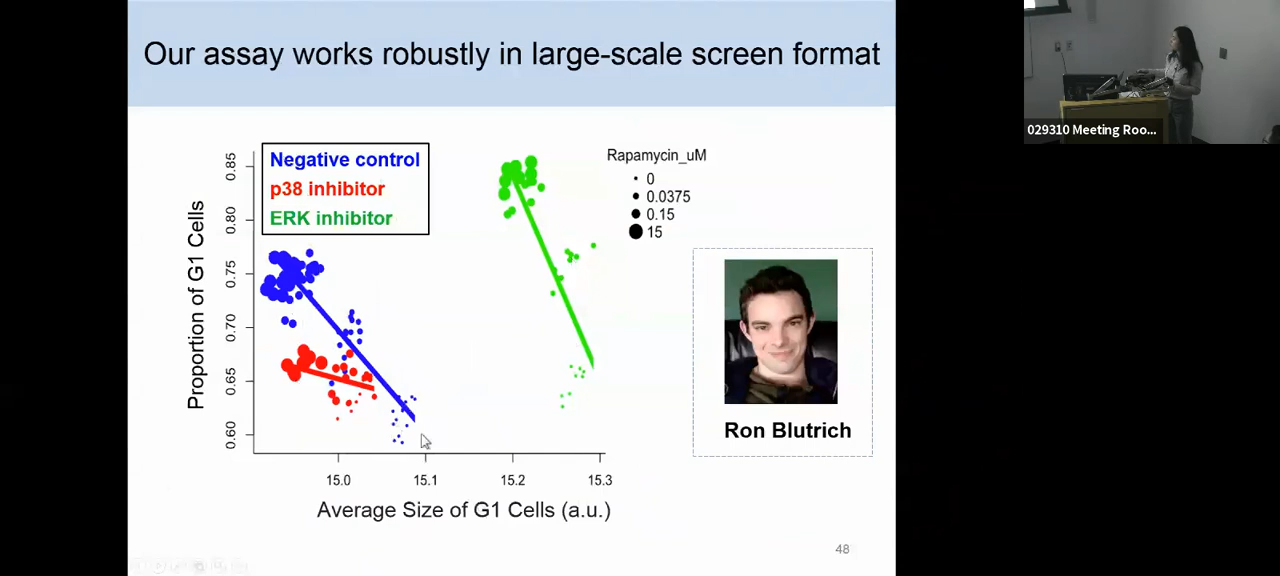 Our assay works robustly in large-scale screen format
029310 Meeting Roo...
Negative control
p38 inhibitor
ERK inhibitor
Rapamycin_uM
0
0.0375
0.15
15
Proportion of G1 Cells
0.85
0.80
0.75
0.70
0.65
0.60
15.0
15.1
15.2
15.3
Average Size of G1 Cells (a.u.)
Ron Blutrich
48